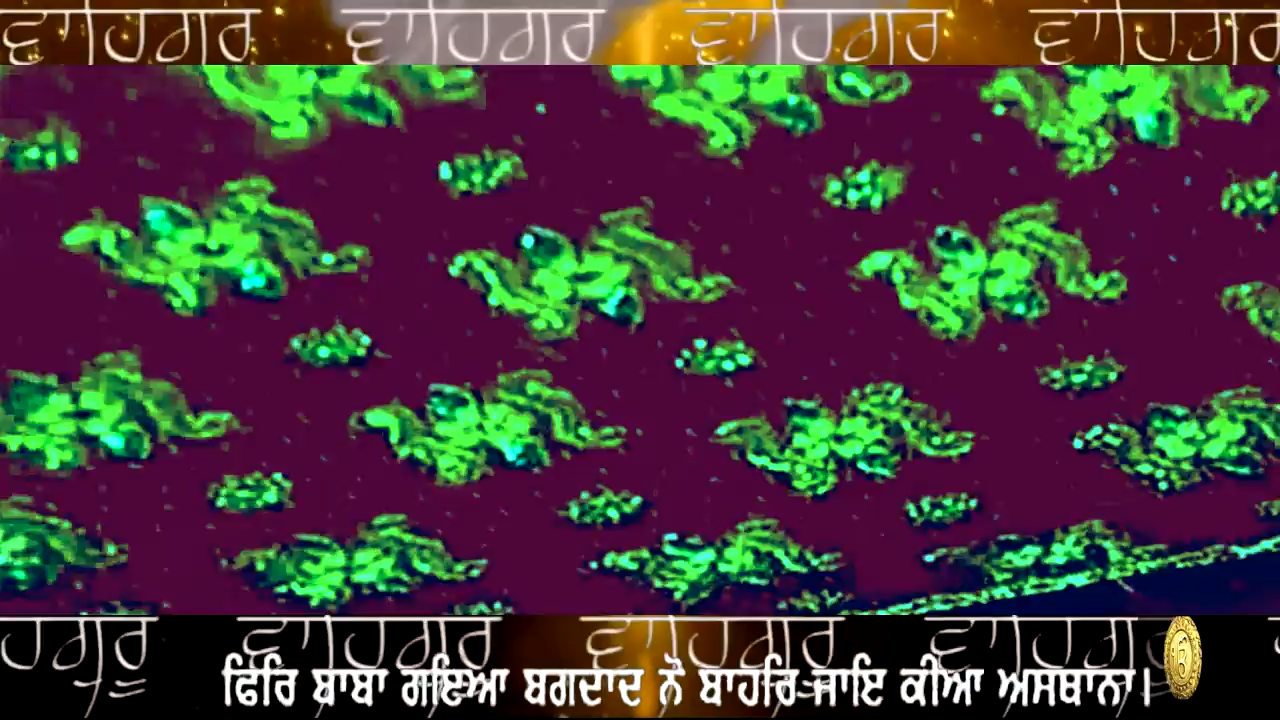 ਵਾਹਿਗੁਰ ਵਾਹਿਗੁਰ ਵਾਹਿਗੁਰ ਵਾਹਿਗੁਰ
ਹਿਗੁਰੂ ਵਾਹਿਗੁਰ ਵਾਹਿਗੁਰ ਵਾਹਿਗੁ
ਫਿਰਿ ਬਾਬਾ ਗਇਆ ਬਗਦਾਦ ਨੋ ਬਾਹਰਿ ਜਾਇ ਕੀਆ ਅਸਥਾਨਾ।
ੴ